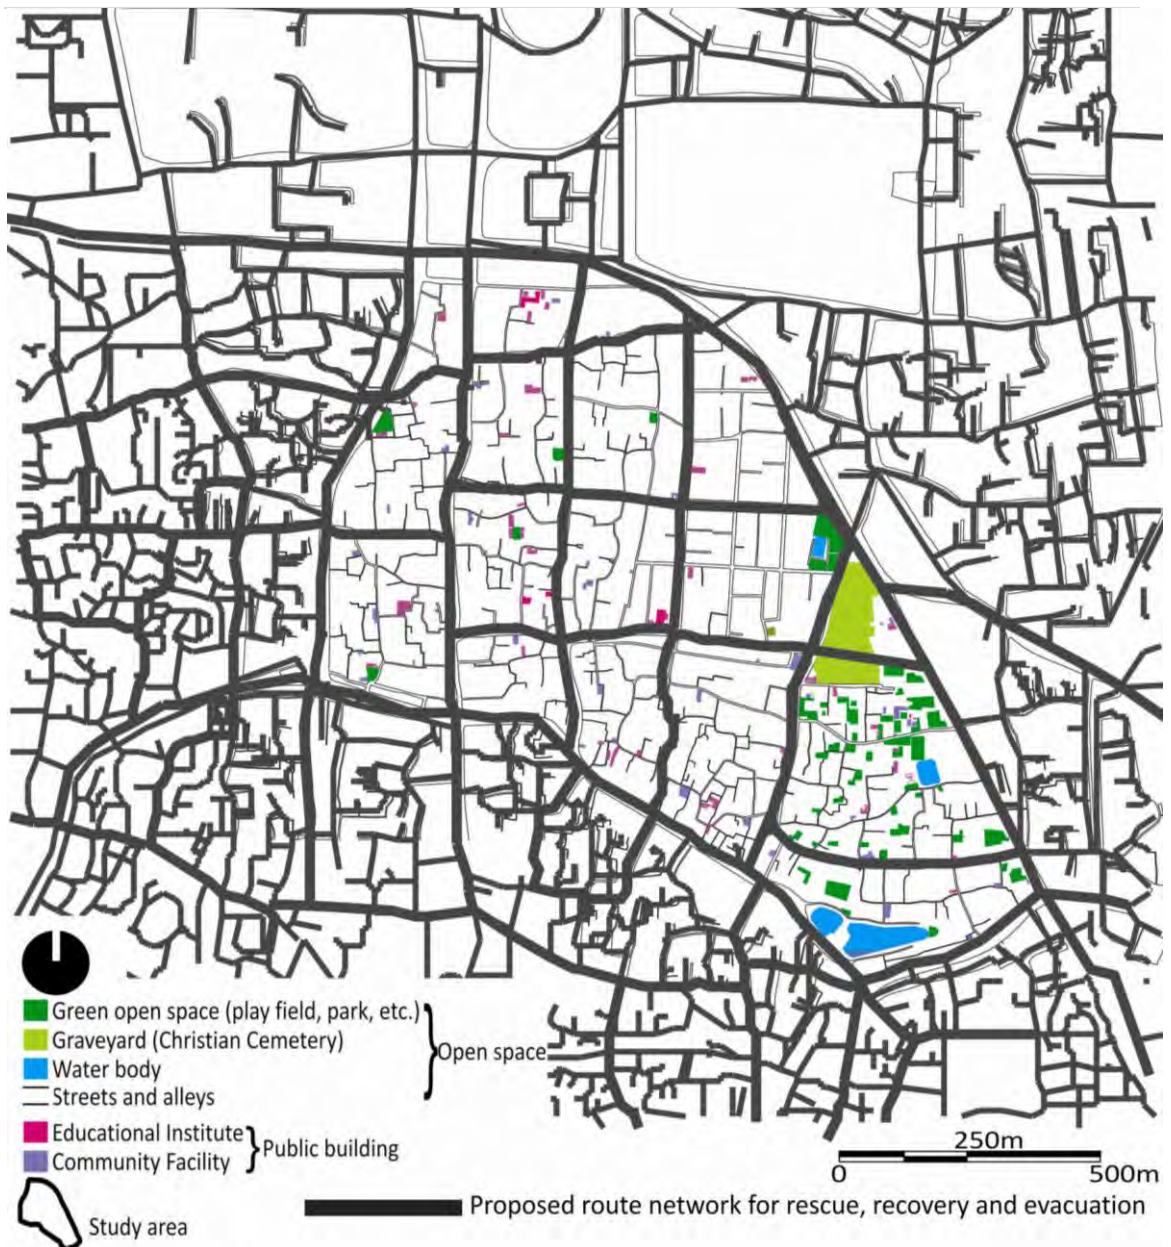 Green open space (play field, park, etc.)
Graveyard (Christian Cemetery)
Open space
Water body
Streets and alleys
Educational Institute
Public building
Community Facility
250m
0 500m
Study area
Proposed route network for rescue, recovery and evacuation